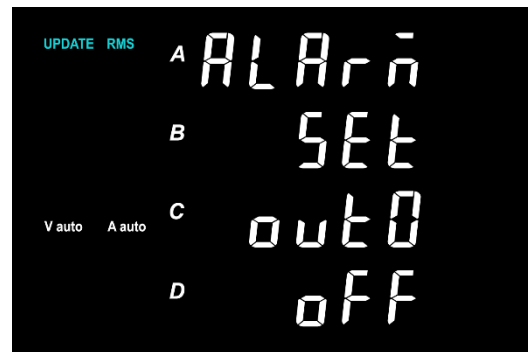 UPDATE RMS
A ALArm
B SEt
C out0
V auto A auto
D oFF